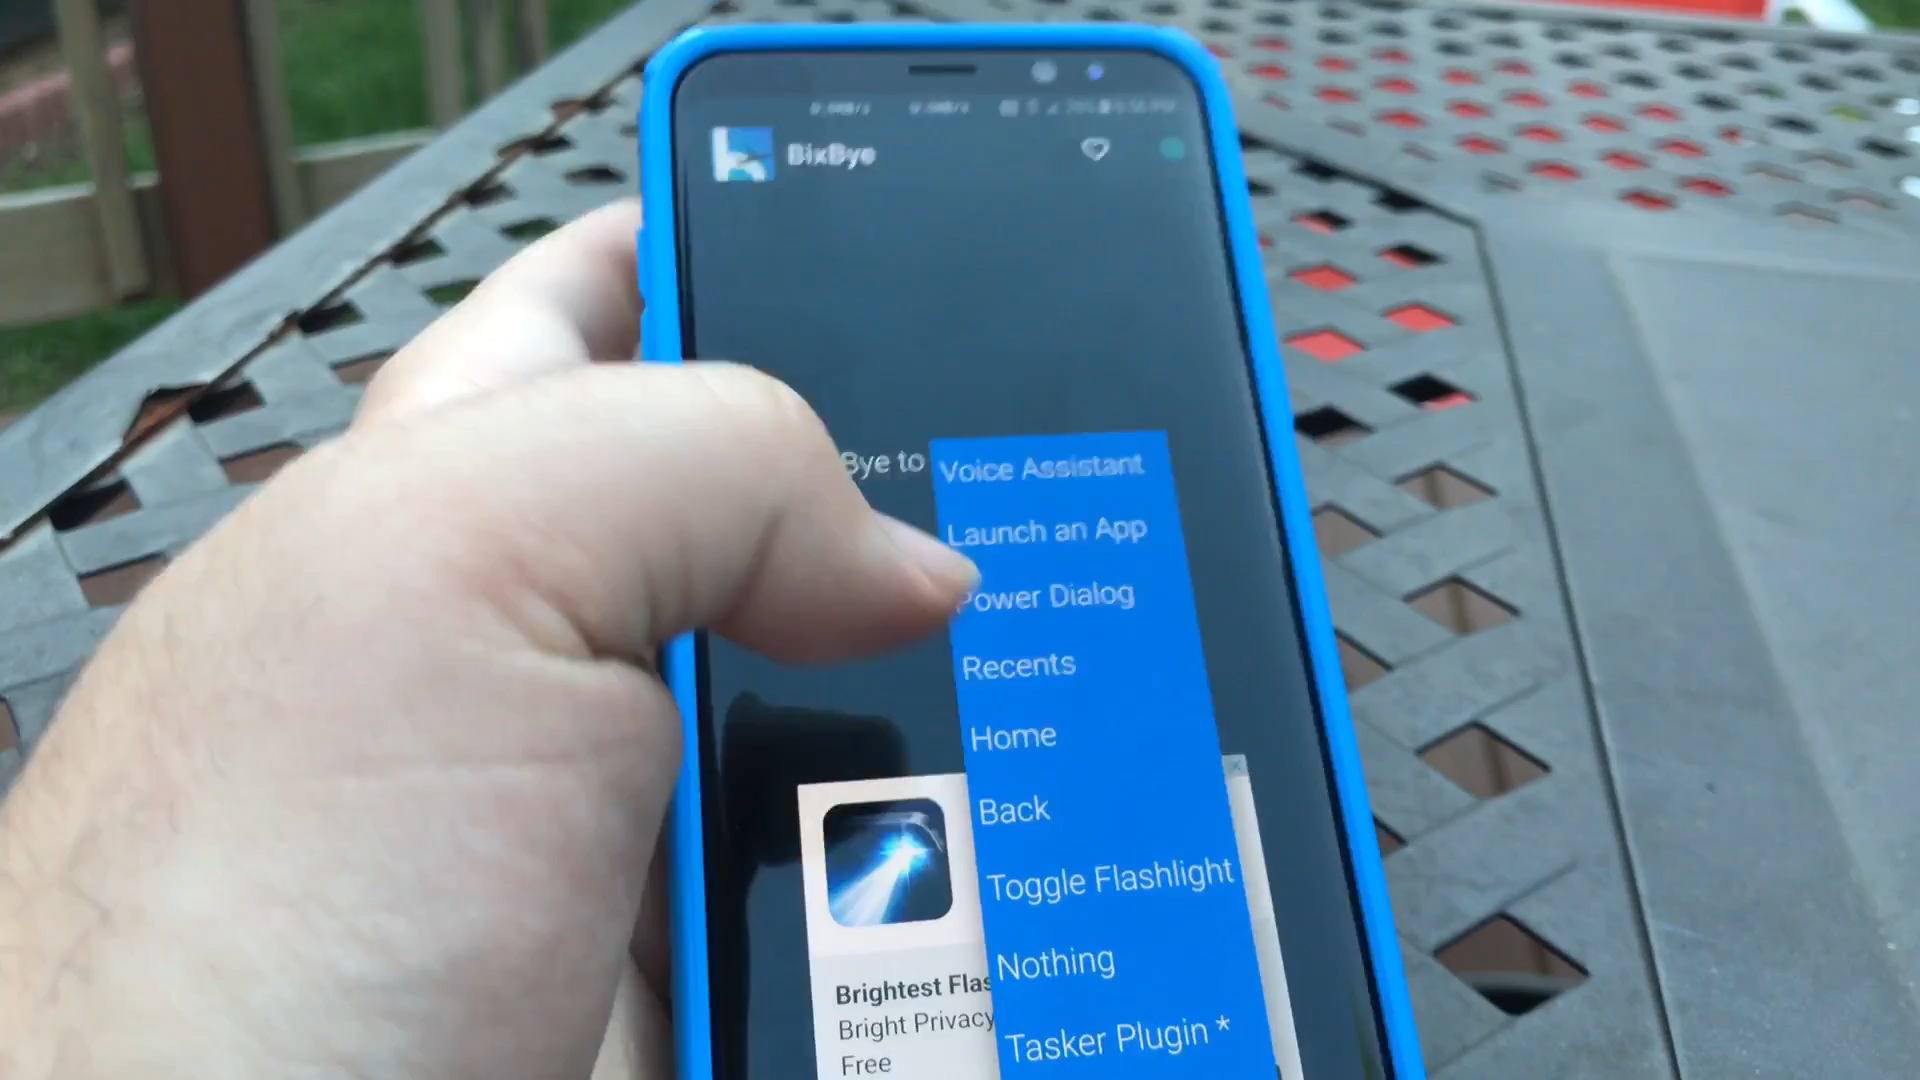 BixBye
Bye to
Voice Assistant
Launch an App
Power Dialog
Recents
Home
Back
Toggle Flashlight
Nothing
Tasker Plugin *
Brightest Flas
Bright Privacy
Free